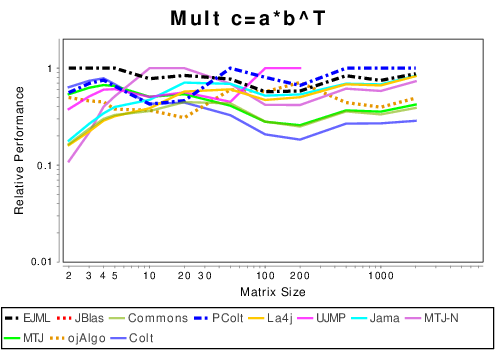 Mult c=a*b^T
Relative Performance
1
0.1
0.01
2 3 4 5 10 20 30 100 200 1000
Matrix Size
EJML JBlas Commons PColt La4j UJMP Jama MTJ-N
MTJ ojAlgo Colt